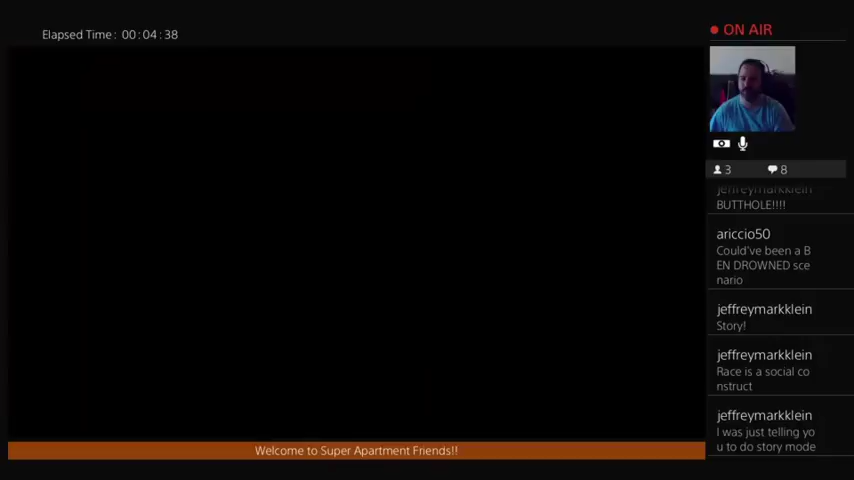 Elapsed Time: 00:04:38
ON AIR
3
8
jeffreymarkklein
BUTTHOLE!!!!
ariccio50
Could've been a B
EN DROWNED sce
nario
jeffreymarkklein
Story!
jeffreymarkklein
Race is a social co
nstruct
jeffreymarkklein
I was just telling yo
u to do story mode
Welcome to Super Apartment Friends!!